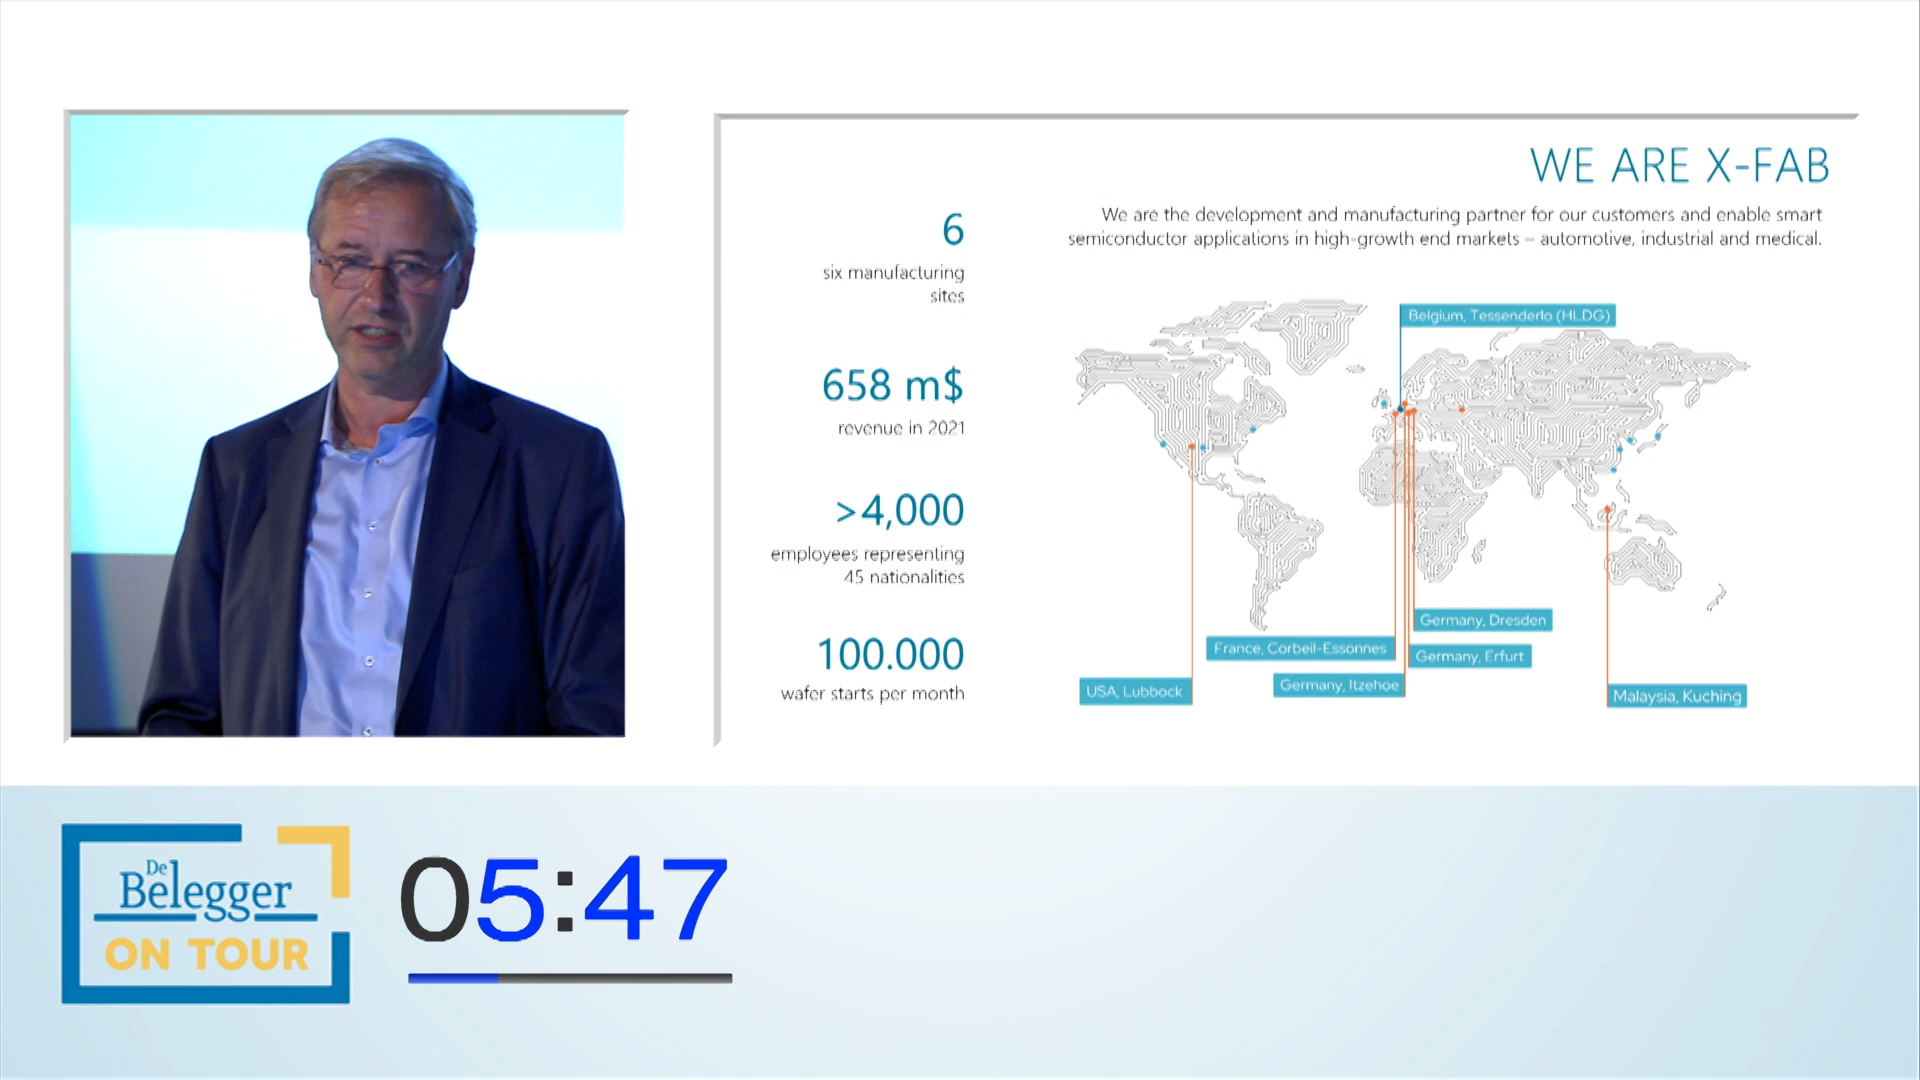 WE ARE X-FAB
We are the development and manufacturing partner for our customers and enable smart
semiconductor applications in high-growth end markets – automotive, industrial and medical.
6
six manufacturing
sites
658 m$
revenue in 2021
>4,000
employees representing
45 nationalities
100.000
wafer starts per month
Belgium, Tessenderlo (HLDG)
Germany, Dresden
France, Corbeil-Essonnes
Germany, Erfurt
Germany, Itzehoe
USA, Lubbock
Malaysia, Kuching
De
Belegger
ON TOUR
05:47